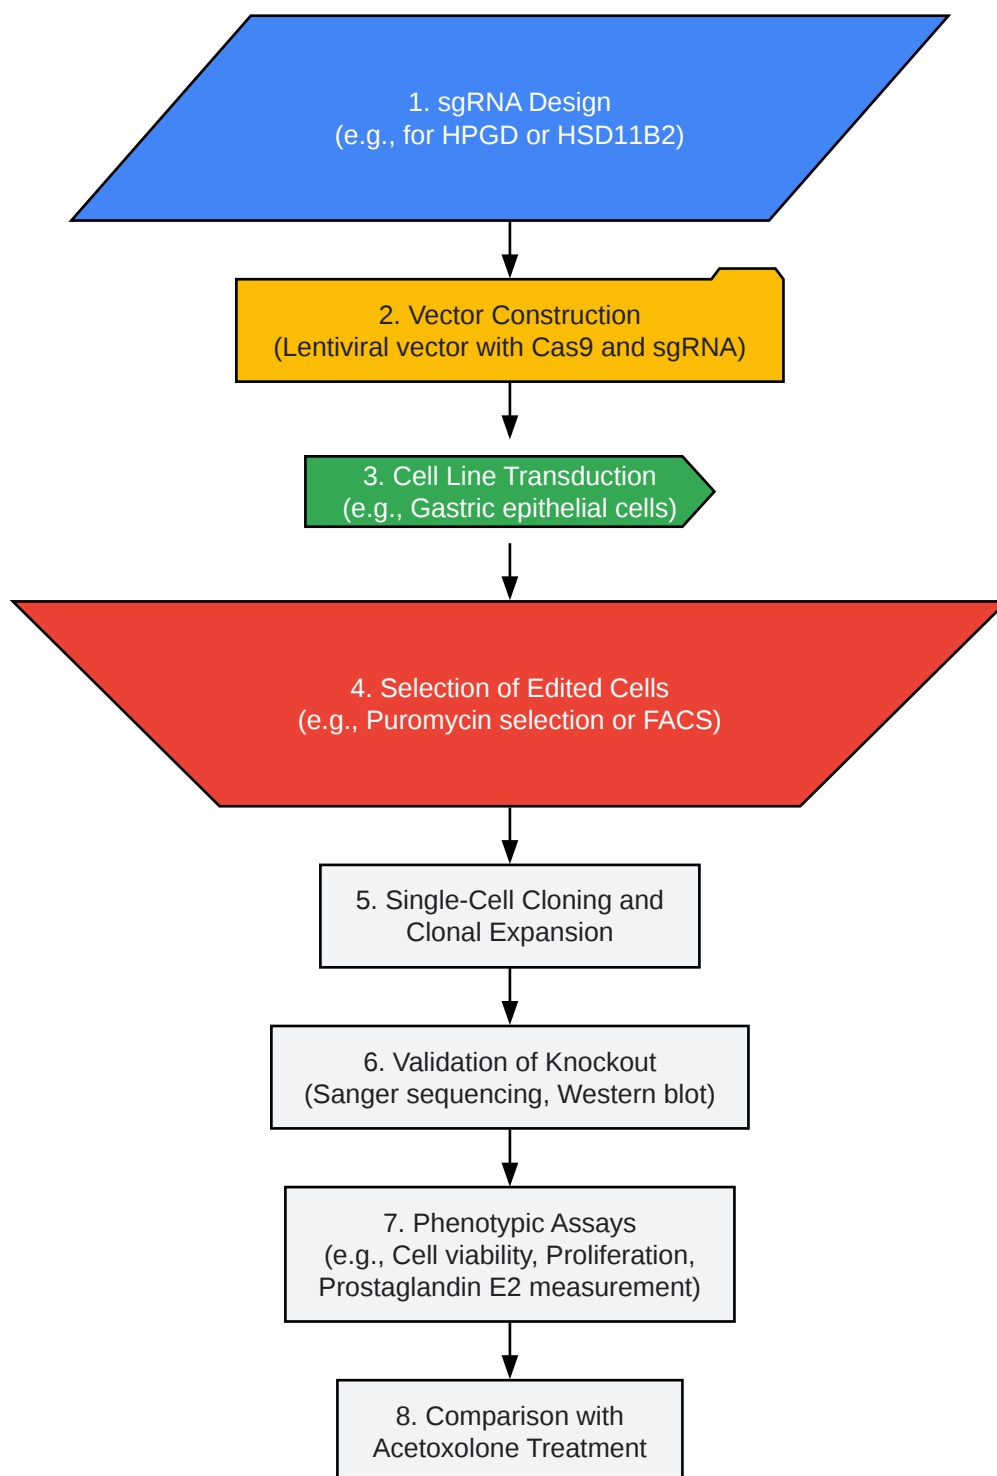 1. sgRNA Design
(e.g., for HPGD or HSD11B2)
2. Vector Construction
(Lentiviral vector with Cas9 and sgRNA)
3. Cell Line Transduction
(e.g., Gastric epithelial cells)
4. Selection of Edited Cells
(e.g., Puromycin selection or FACS)
5. Single-Cell Cloning and
Clonal Expansion
6. Validation of Knockout
(Sanger sequencing, Western blot)
7. Phenotypic Assays
(e.g., Cell viability, Proliferation,
Prostaglandin E2 measurement)
8. Comparison with
Acetoxolone Treatment